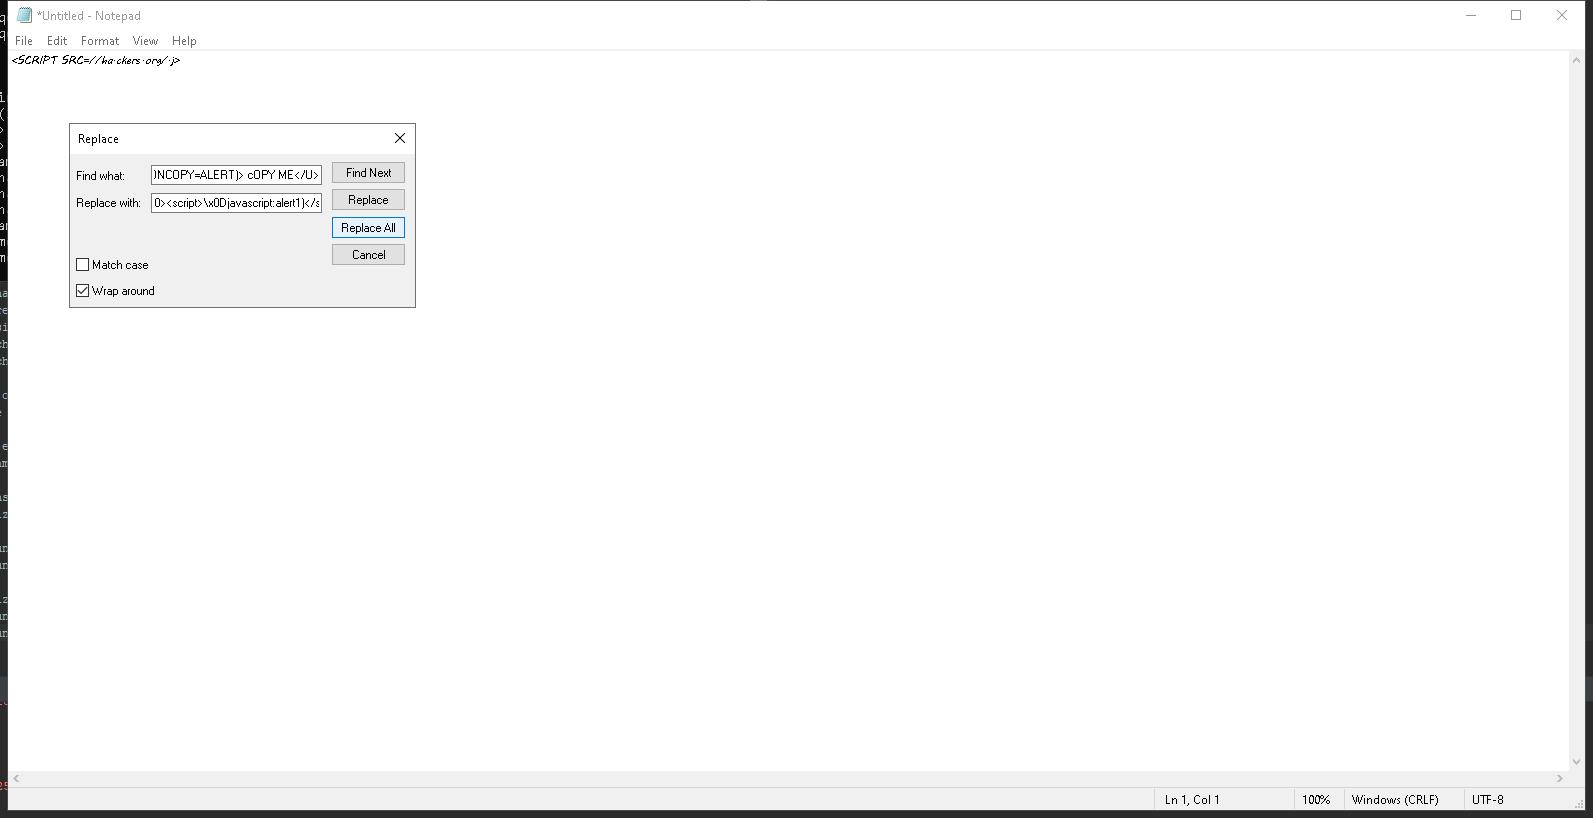 *Untitled - Notepad
File Edit Format View Help
<SCRIPT SRC=//ha.ckers.org/.j>
Replace
Find what: )NCOPY=ALERT)> cOPY ME</U> Find Next
Replace with: 0><script>\x0Djavascript:alert1)</s Replace
Replace All
Cancel
Match case
Wrap around
Ln 1, Col 1 100% Windows (CRLF) UTF-8